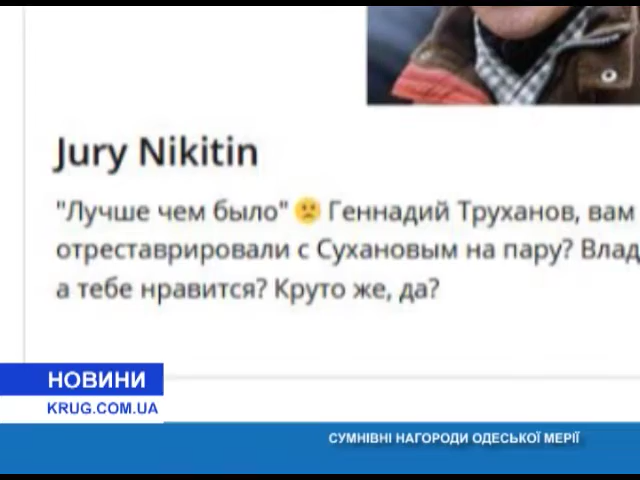 Jury Nikitin
"Лучше чем было" 🙁 Геннадий Труханов, вам
отреставрировали с Сухановым на пару? Влад
а тебе нравится? Круто же, да?
НОВИНИ
KRUG.COM.UA
СУМНІВНІ НАГОРОДИ ОДЕСЬКОЇ МЕРІЇ